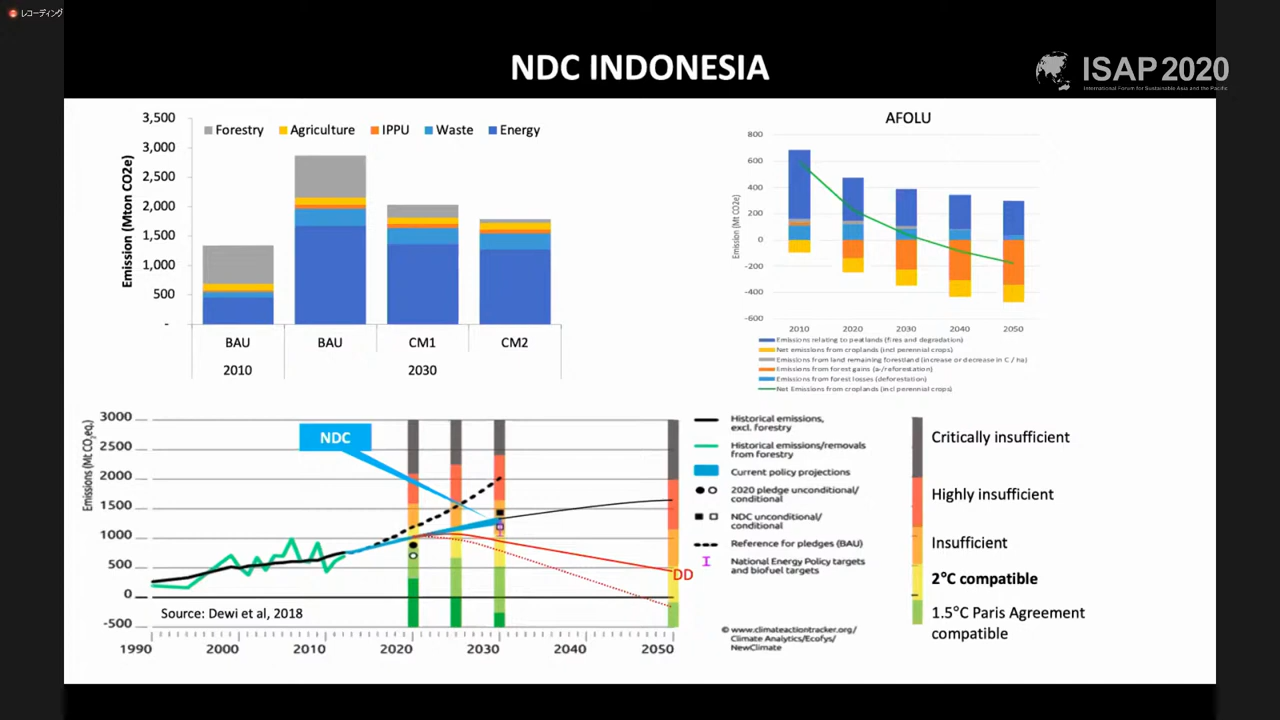 レコーディング
NDC INDONESIA
ISAP 2020
International Forum for Sustainable Asia and the Pacific
3,500
3,000
2,500
2,000
1,500
1,000
500
-
Emission (Mton CO2e)
Forestry Agriculture IPPU Waste Energy
BAU BAU CM1 CM2
2010 2030
AFOLU
800
600
400
200
0
-200
-400
-600
Emission (Mt CO2e)
2010 2020 2030 2040 2050
Emissions relating to peatlands (fires and degradation)
Net emissions from croplands (incl perennial crops)
Emissions from land remaining forestland (increase or decrease in C / ha)
Emissions from forest gains (a-/reforestation)
Emissions from forest losses (deforestation)
Net Emissions from croplands (incl perennial crops)
3000
2500
2000
1500
1000
500
0
-500
Emissions (Mt CO2eq.)
NDC
DD
Source: Dewi et al, 2018
1990 2000 2010 2020 2030 2040 2050
Historical emissions,
excl. forestry
Historical emissions/removals
from forestry
Current policy projections
2020 pledge unconditional/
conditional
NDC unconditional/
conditional
Reference for pledges (BAU)
National Energy Policy targets
and biofuel targets
© www.climateactiontracker.org/
Climate Analytics/Ecofys/
NewClimate
Critically insufficient
Highly insufficient
Insufficient
2°C compatible
1.5°C Paris Agreement
compatible